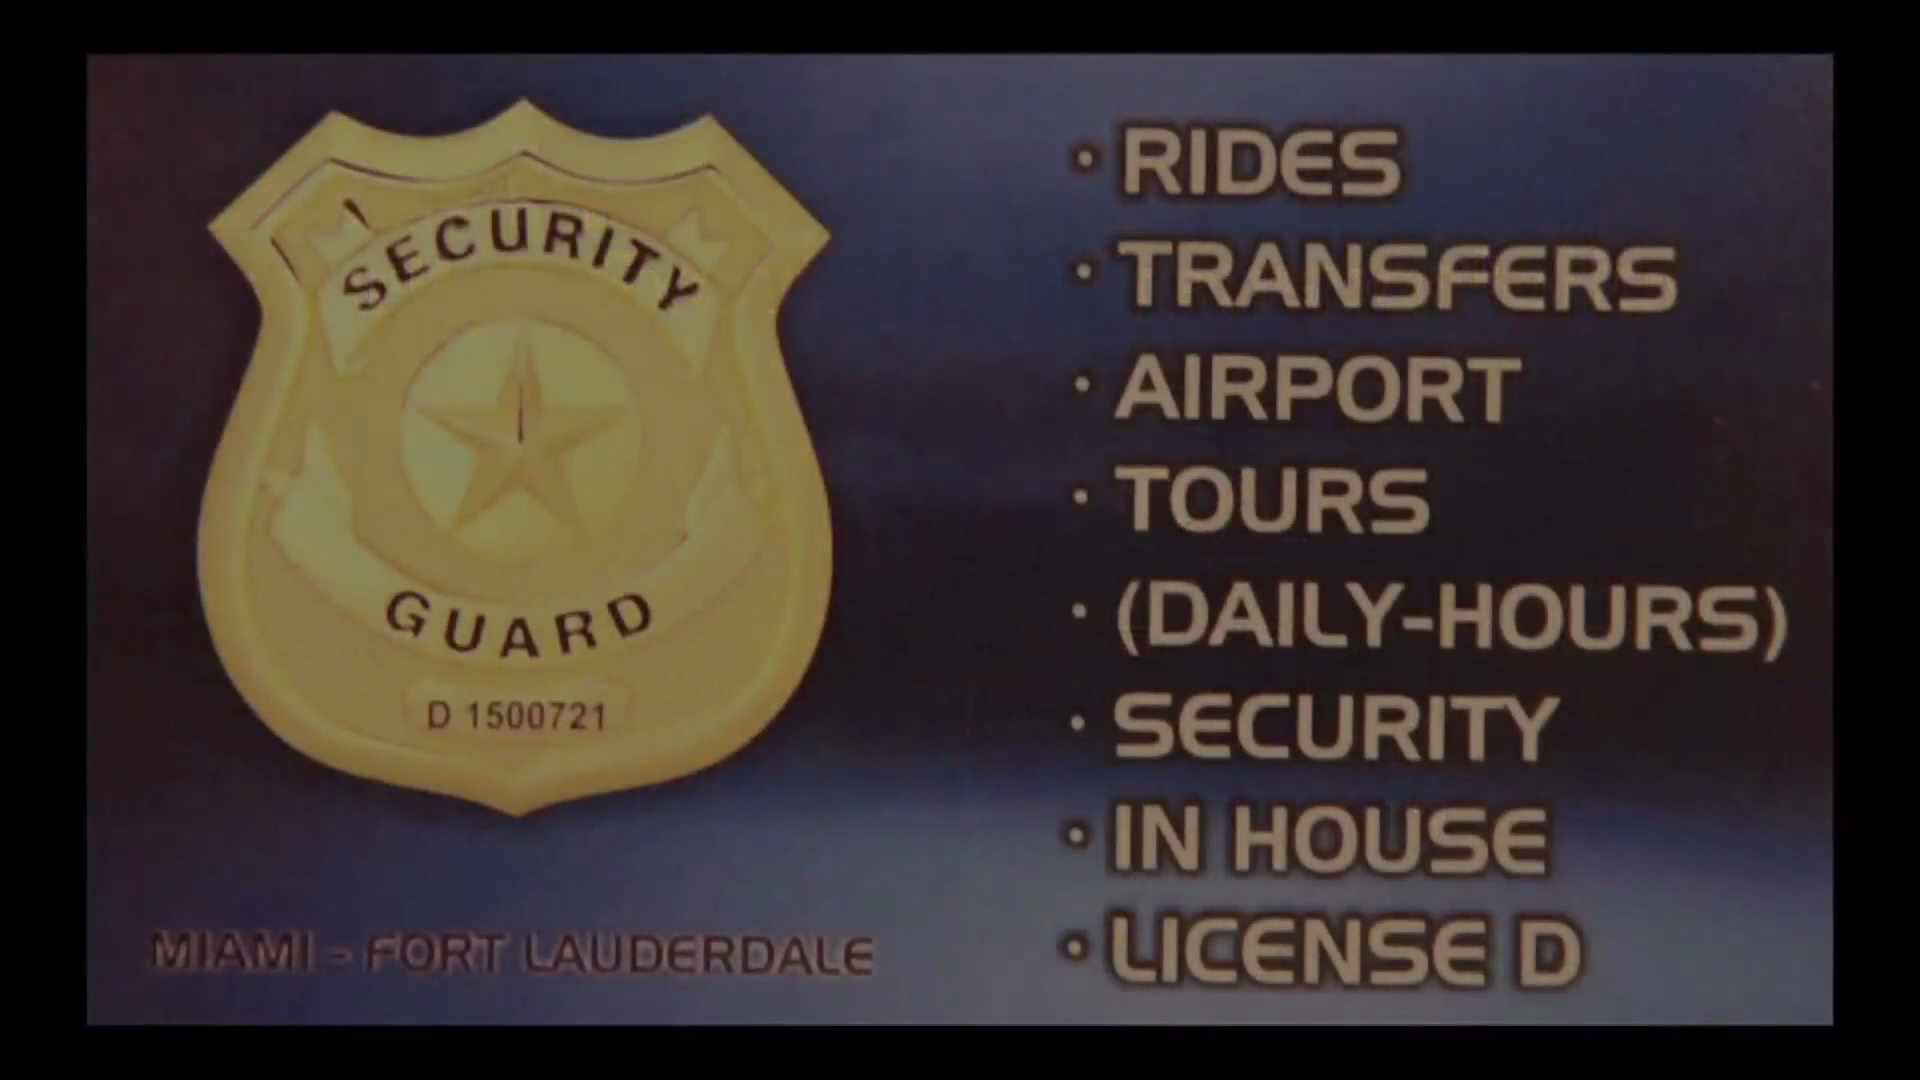 SECURITY
GUARD
D 1500721
MIAMI - FORT LAUDERDALE
• RIDES
• TRANSFERS
• AIRPORT
• TOURS
• (DAILY-HOURS)
• SECURITY
• IN HOUSE
• LICENSE D